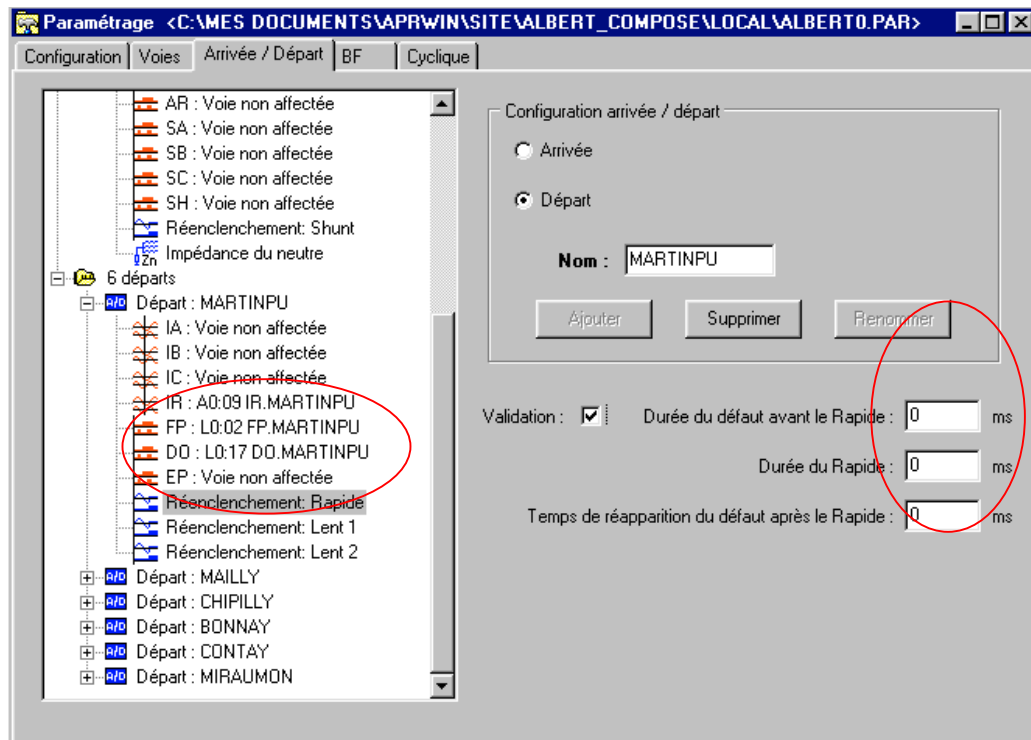 Paramétrage <C:\MES DOCUMENTS\APRWIN\SITE\ALBERT_COMPOSE\LOCAL\ALBERT0.PAR>
Configuration Voies Arrivée / Départ BF Cyclique
AR : Voie non affectée
SA : Voie non affectée
SB : Voie non affectée
SC : Voie non affectée
SH : Voie non affectée
Réenclenchement: Shunt
Zn Impédance du neutre
6 départs
A/D Départ : MARTINPU
IA : Voie non affectée
IB : Voie non affectée
IC : Voie non affectée
IR : A0:09 IR.MARTINPU
FP : L0:02 FP.MARTINPU
DO : L0:17 DO.MARTINPU
EP : Voie non affectée
Réenclenchement: Rapide
Réenclenchement: Lent 1
Réenclenchement: Lent 2
A/D Départ : MAILLY
A/D Départ : CHIPILLY
A/D Départ : BONNAY
A/D Départ : CONTAY
A/D Départ : MIRAUMON
Configuration arrivée / départ
Arrivée
Départ
Nom : MARTINPU
Ajouter Supprimer Renommer
Validation : Durée du défaut avant le Rapide : 0 ms
Durée du Rapide : 0 ms
Temps de réapparition du défaut après le Rapide : 0 ms